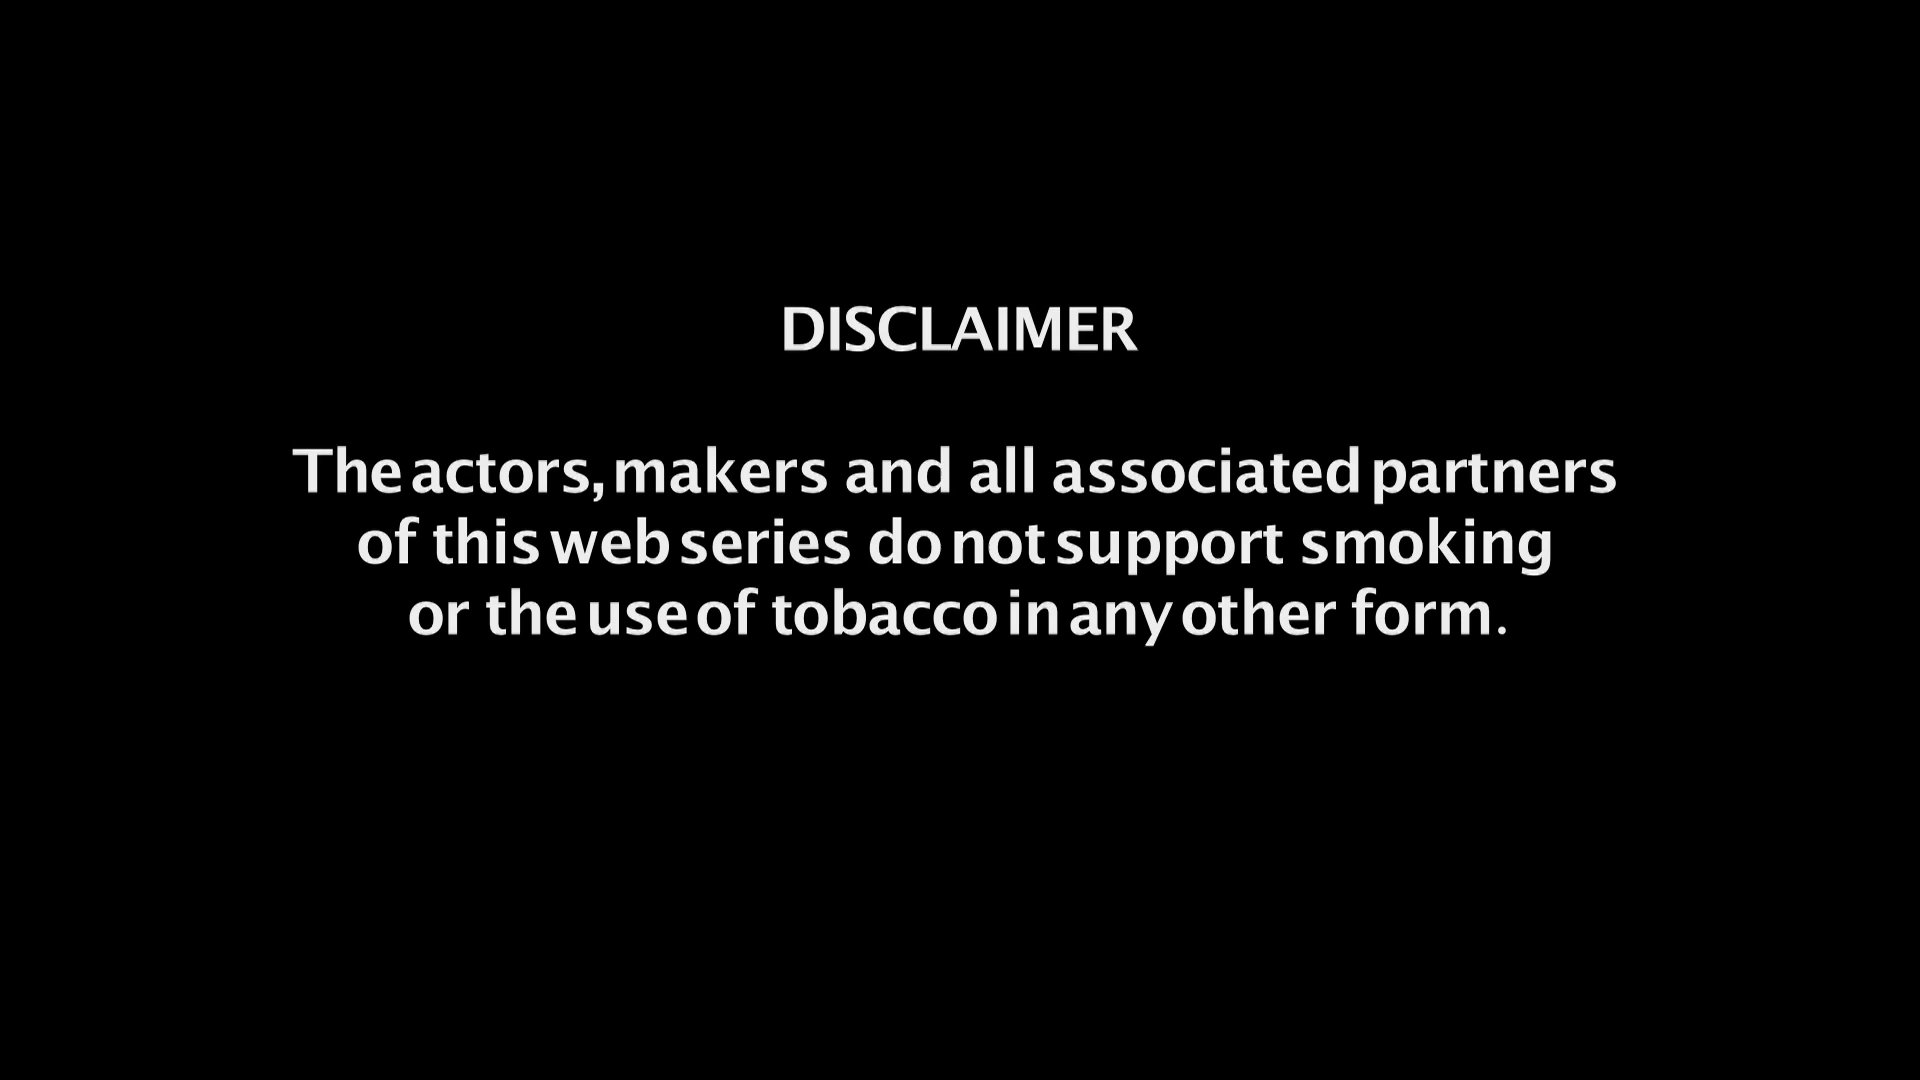 DISCLAIMER
The actors, makers and all associated partners
of this web series do not support smoking
or the use of tobacco in any other form.